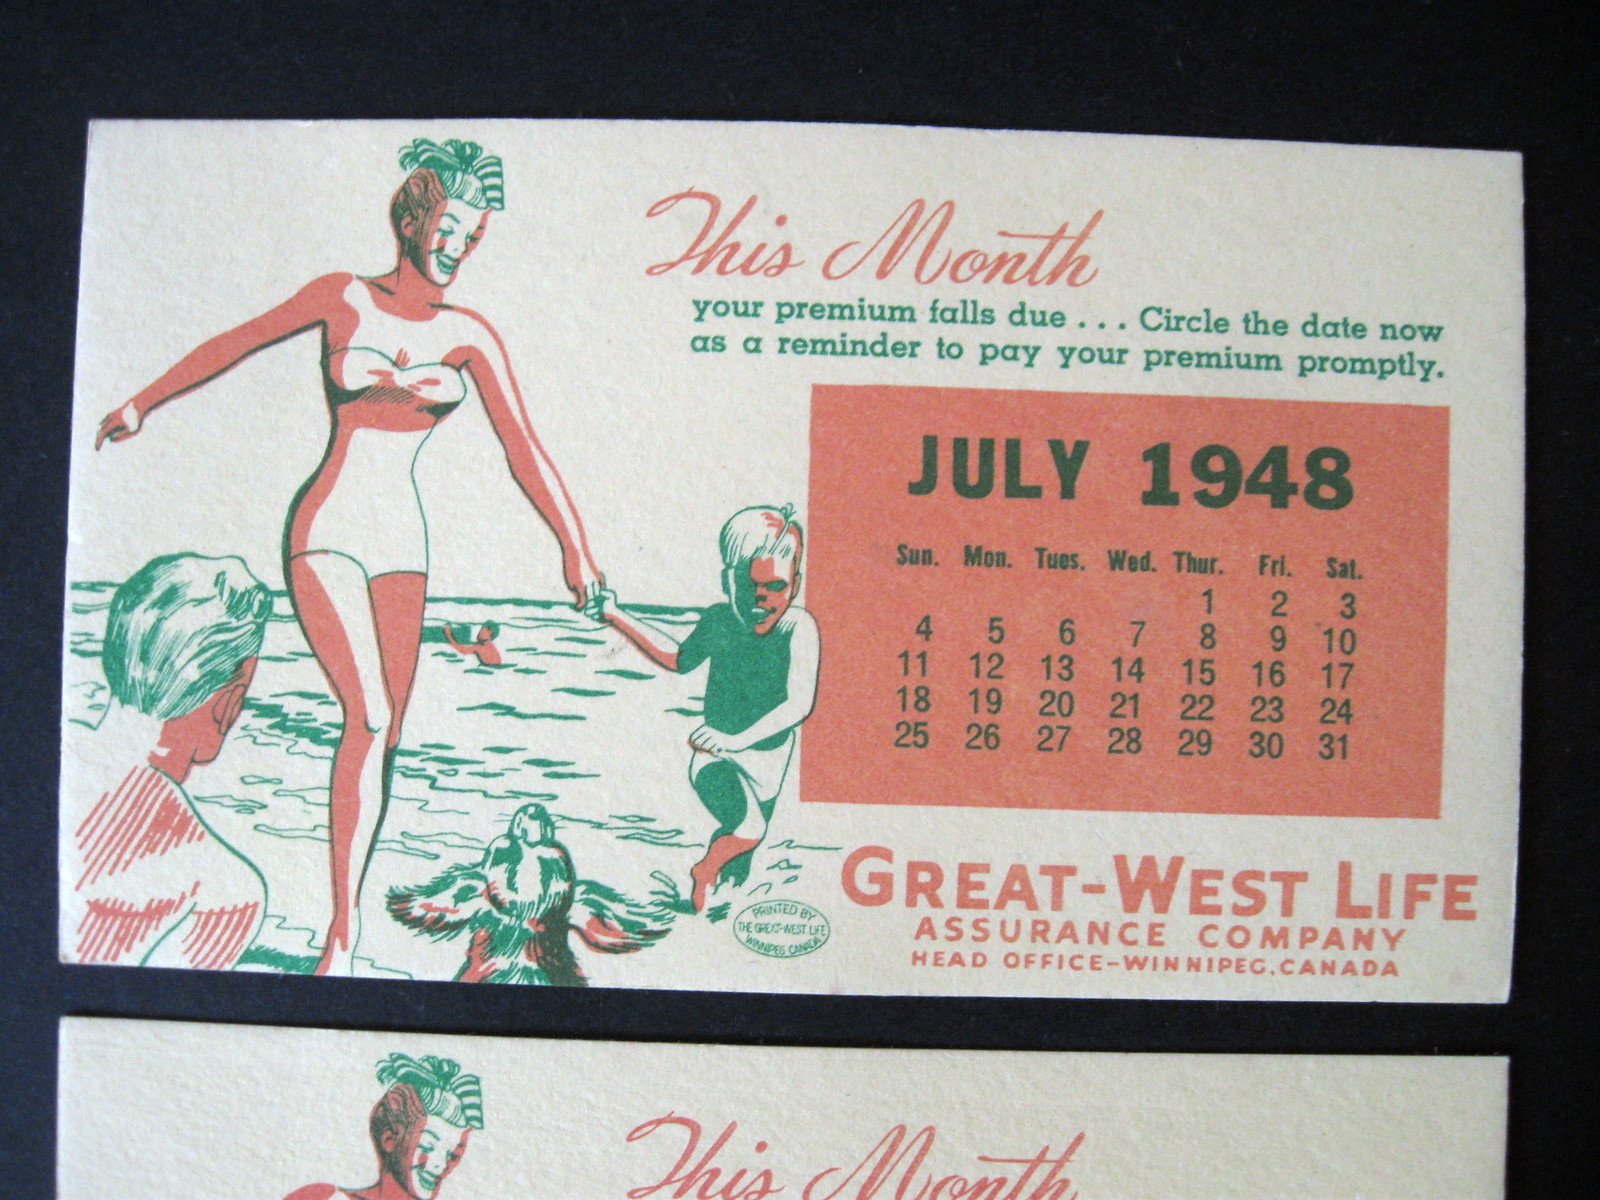 This Month
your premium falls due . . . Circle the date now
as a reminder to pay your premium promptly.
JULY 1948
Sun. Mon. Tues. Wed. Thur. Fri. Sat.
1 2 3
4 5 6 7 8 9 10
11 12 13 14 15 16 17
18 19 20 21 22 23 24
25 26 27 28 29 30 31
PRINTED BY
THE GREAT-WEST LIFE
WINNIPEG CANADA
GREAT-WEST LIFE
ASSURANCE COMPANY
HEAD OFFICE-WINNIPEG, CANADA
This Month